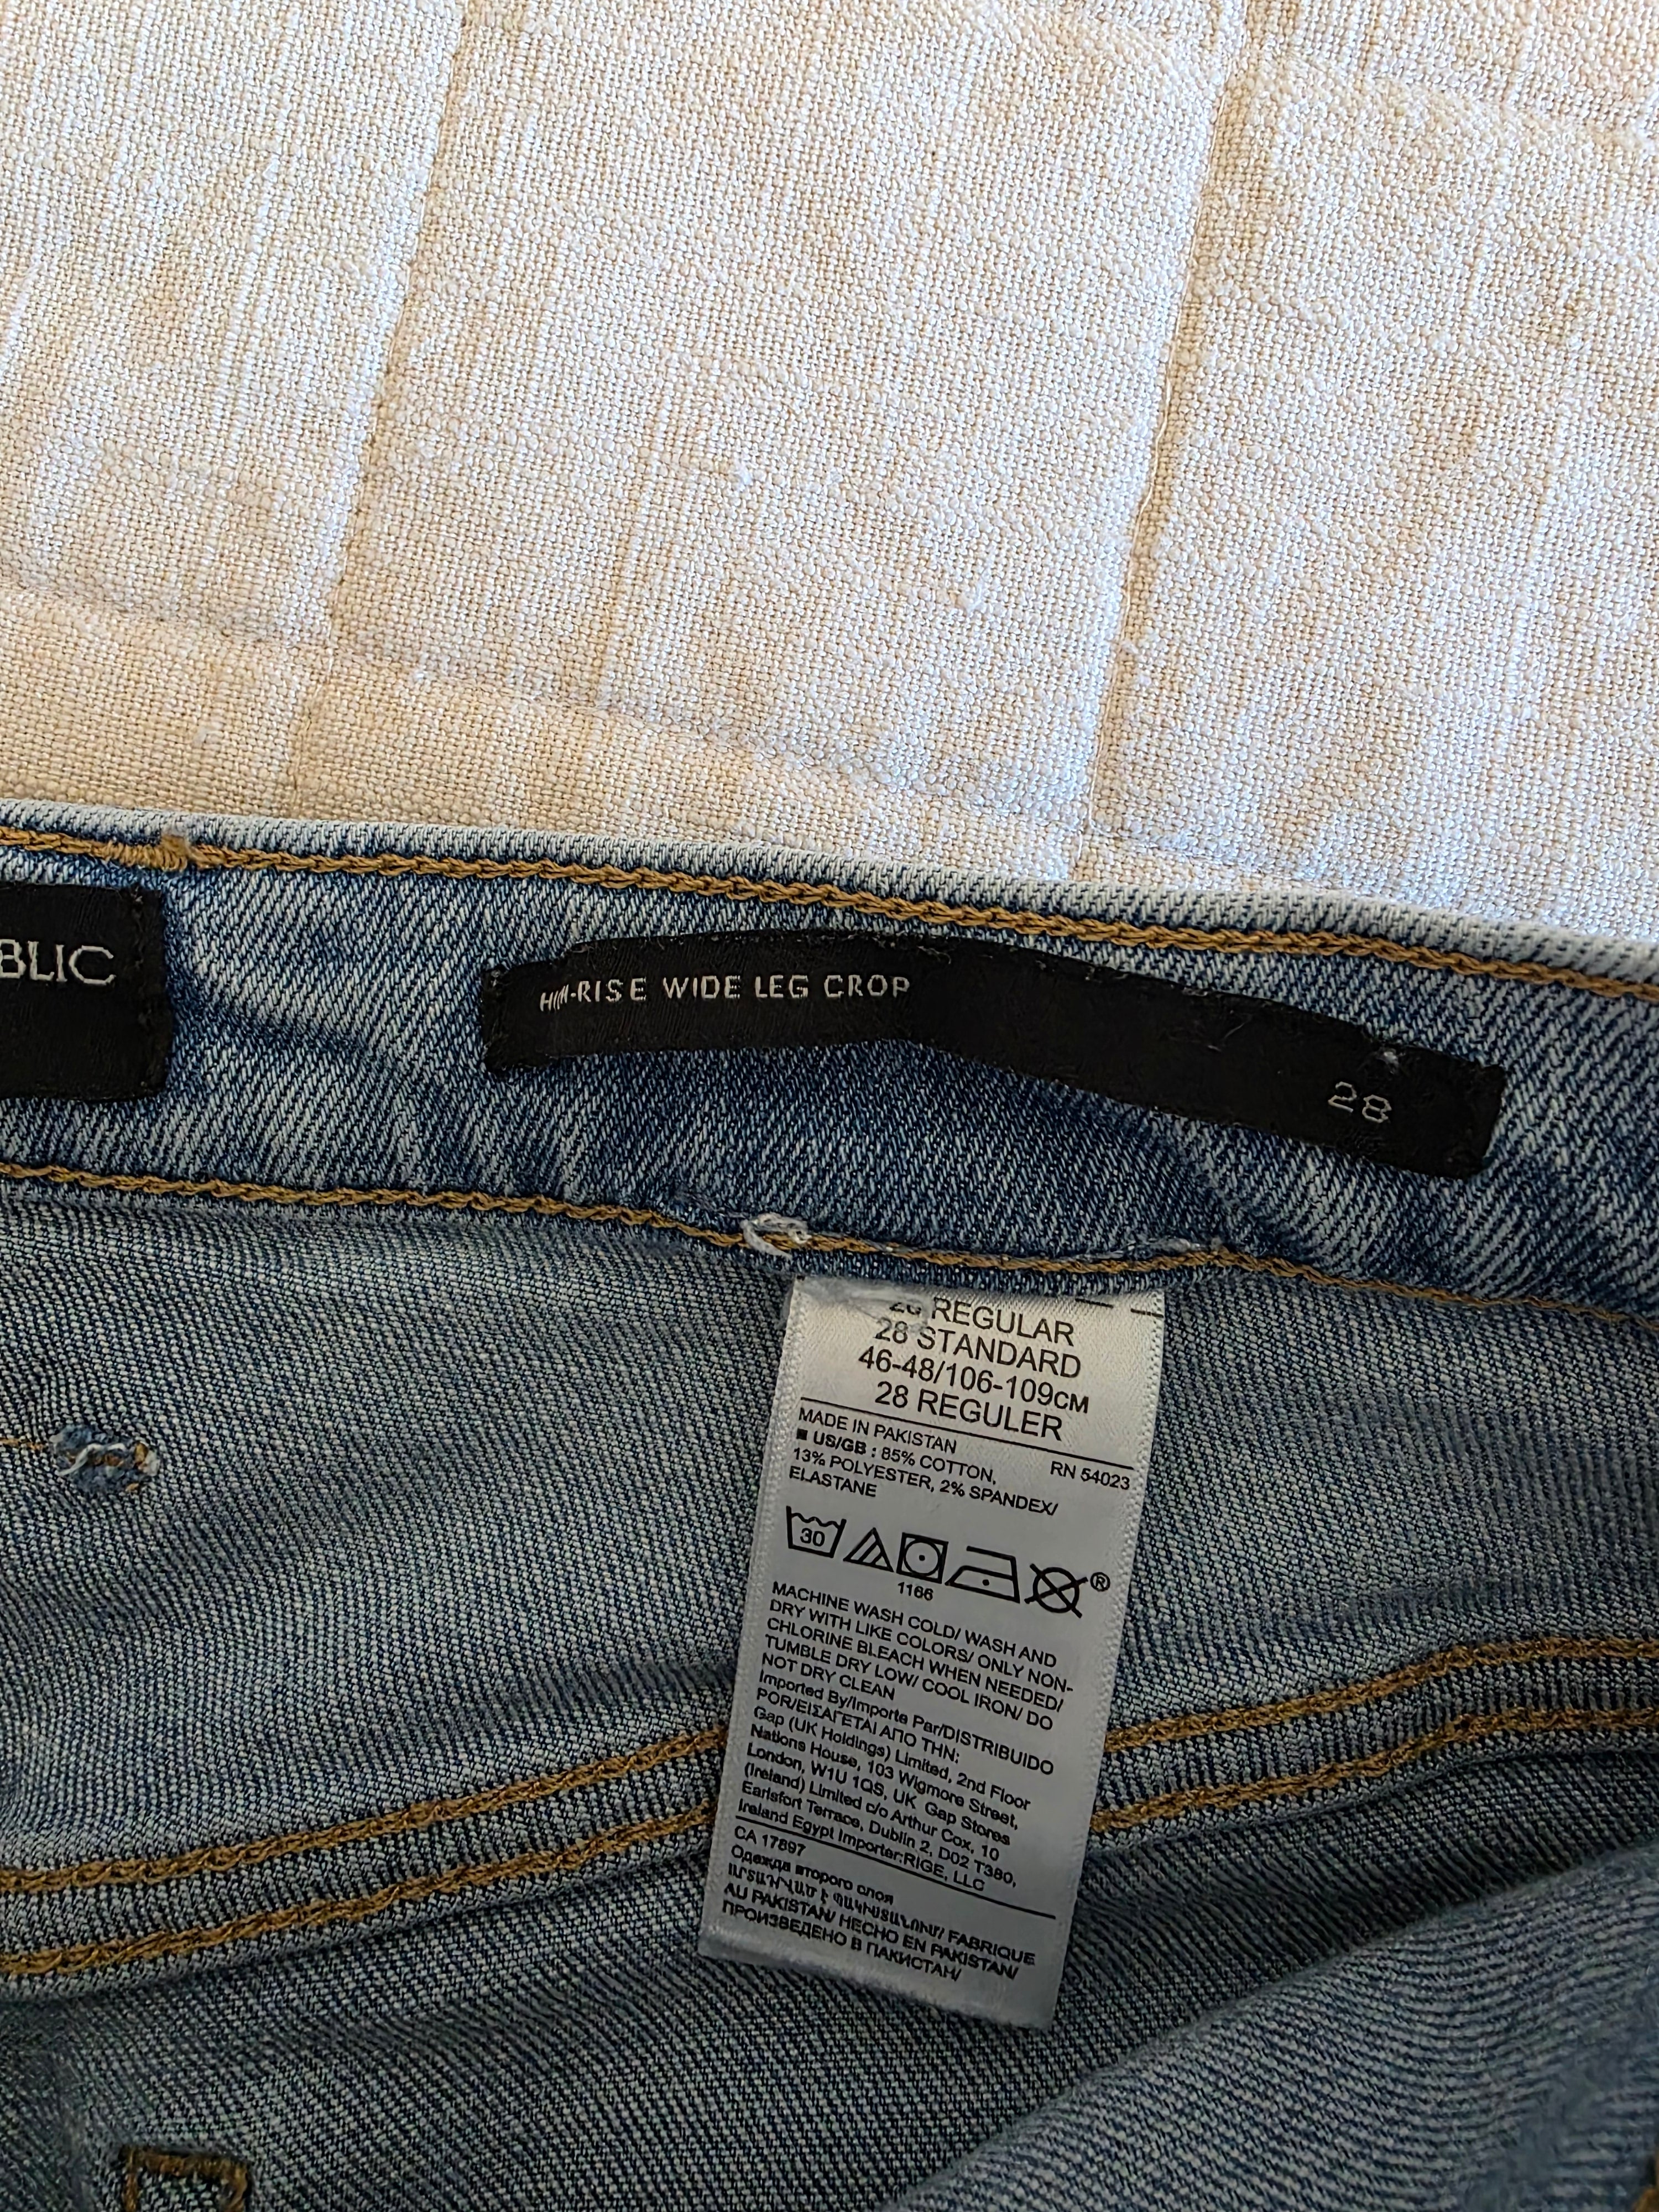 BLIC
-RISE WIDE LEG CROP
28
REGULAR
28 STANDARD
46-48/106-109CM
28 REGULER
MADE IN PAKISTAN
RN 54023
■ US/GB : 85% COTTON,
13% POLYESTER, 2% SPANDEX/
ELASTANE
30
®
1166
MACHINE WASH COLD/ WASH AND
DRY WITH LIKE COLORS/ ONLY NON-
CHLORINE BLEACH WHEN NEEDED/
TUMBLE DRY LOW/ COOL IRON/ DO
NOT DRY CLEAN
Imported By/Importe Par/DISTRIBUIDO
POR/ΕΙΣΑΓΕΤΑΙ ΑΠΟ ΤΗΝ:
Gap (UK Holdings) Limited, 2nd Floor
Nations House, 103 Wigmore Street,
London, W1U 1QS, UK Gap Stores
(Ireland) Limited c/o Arthur Cox, 10
Earlsfort Terrace, Dublin 2, D02 T380,
Ireland Egypt Importer:RIGE, LLC
CA 17897
Одежда второго слоя
FABRIQUE
AU PAKISTAN/ HECHO EN PAKISTAN/
ПРОИЗВЕДЕНО В ПАКИСТАН/